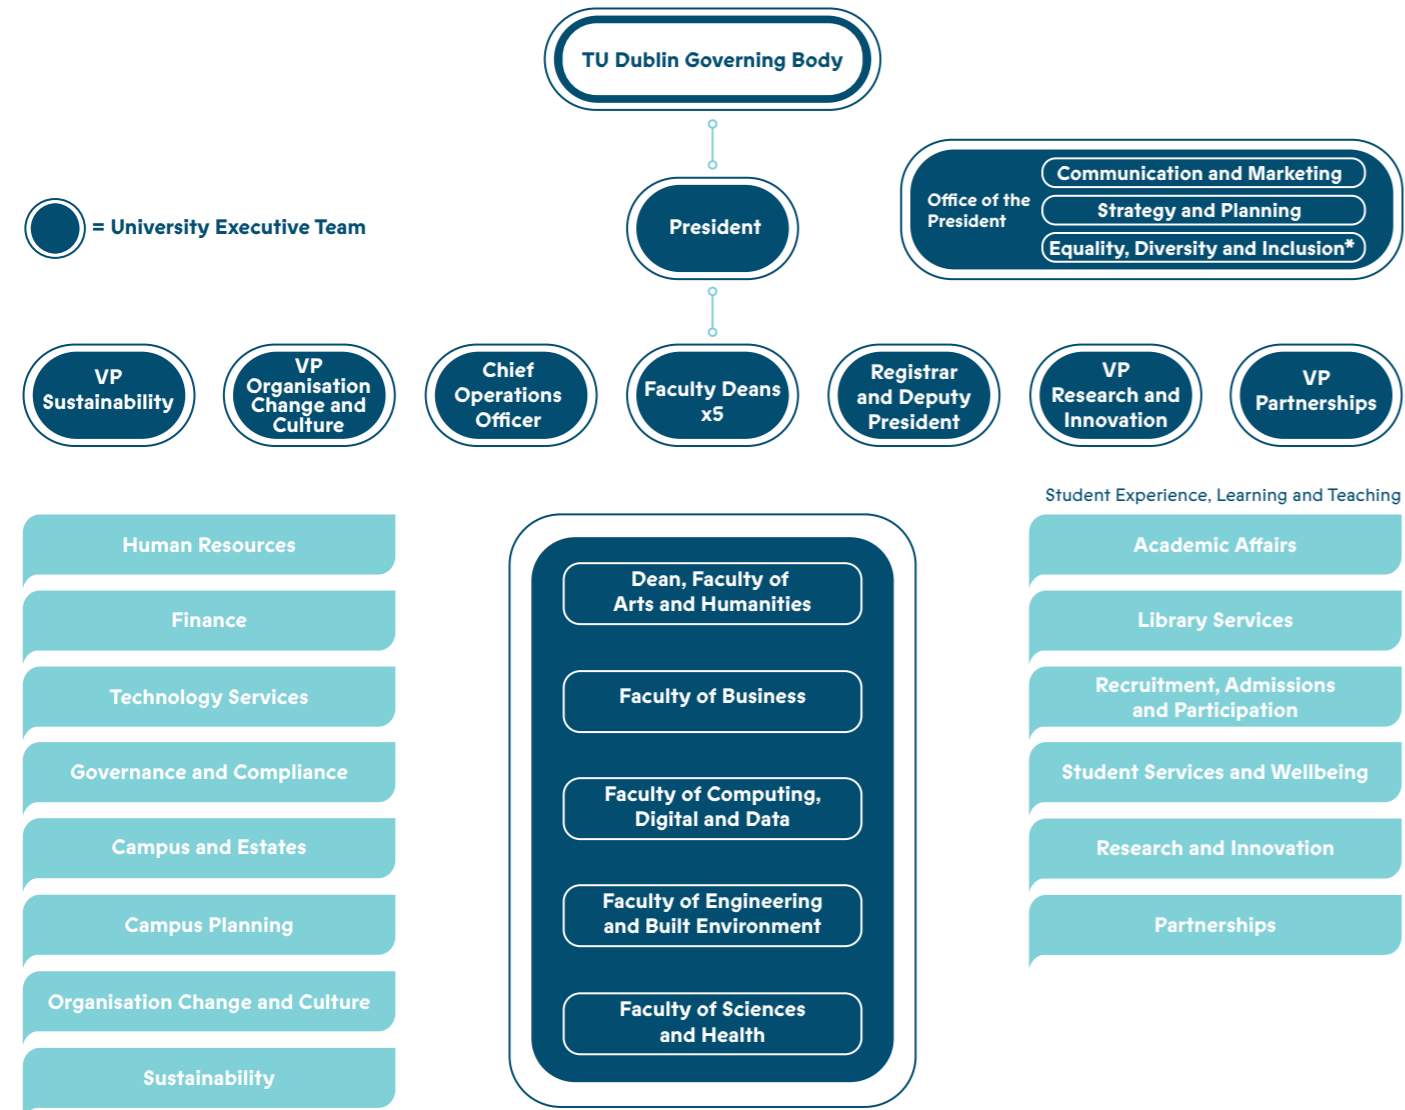 TU Dublin Governing Body
Office of the
President
Communication and Marketing
Strategy and Planning
Equality, Diversity and Inclusion*
= University Executive Team
President
VP
Sustainability
VP
Organisation
Change and
Culture
Chief
Operations
Officer
Faculty Deans
x5
Registrar
and Deputy
President
VP
Research and
Innovation
VP
Partnerships
Human Resources
Finance
Technology Services
Governance and Compliance
Campus and Estates
Campus Planning
Organisation Change and Culture
Sustainability
Dean, Faculty of
Arts and Humanities
Faculty of Business
Faculty of Computing,
Digital and Data
Faculty of Engineering
and Built Environment
Faculty of Sciences
and Health
Student Experience, Learning and Teaching
Academic Affairs
Library Services
Recruitment, Admissions
and Participation
Student Services and Wellbeing
Research and Innovation
Partnerships